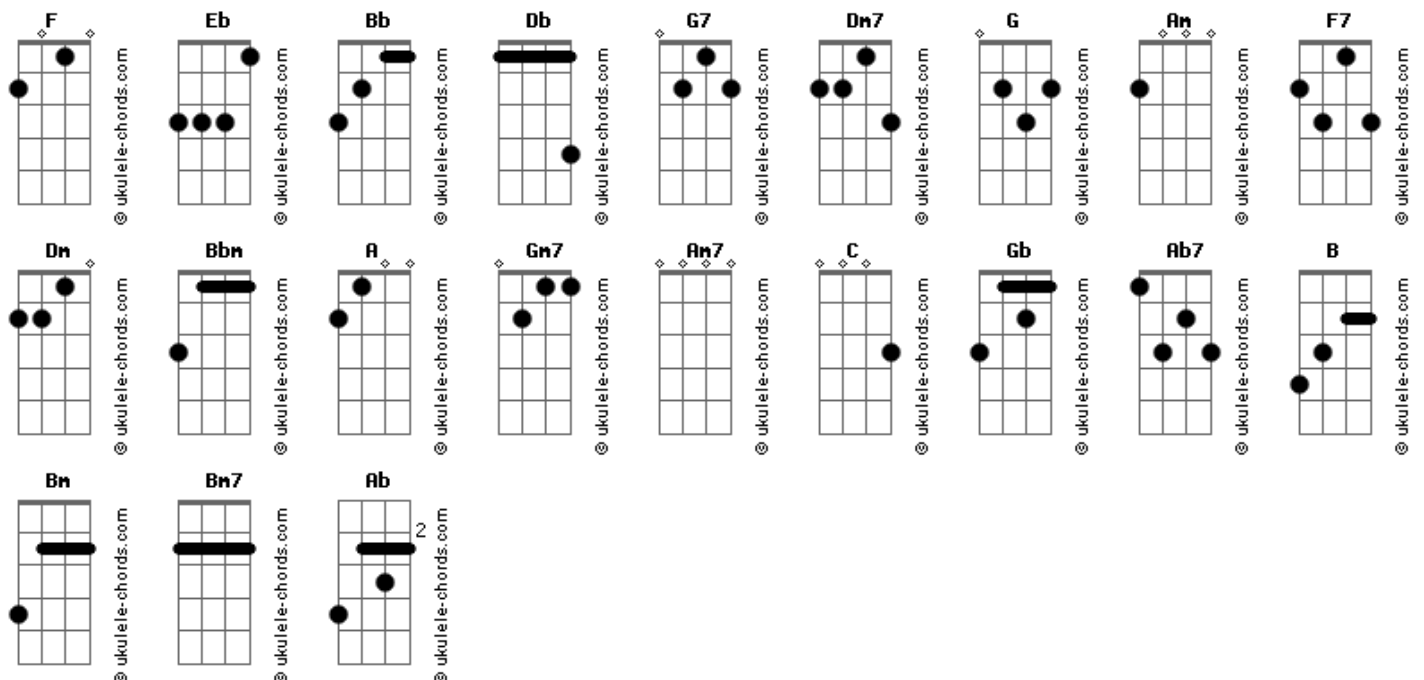 F Eb Bb Db G7 Dm7 G Am F7
© ukulele-chords.com © ukulele-chords.com © ukulele-chords.com © ukulele-chords.com © ukulele-chords.com © ukulele-chords.com © ukulele-chords.com © ukulele-chords.com © ukulele-chords.com
Dm Bbm A Gm7 Am7 C Gb Ab7 B
© ukulele-chords.com © ukulele-chords.com © ukulele-chords.com © ukulele-chords.com © ukulele-chords.com © ukulele-chords.com © ukulele-chords.com © ukulele-chords.com © ukulele-chords.com
Bm Bm7 Ab
2
© ukulele-chords.com © ukulele-chords.com © ukulele-chords.com